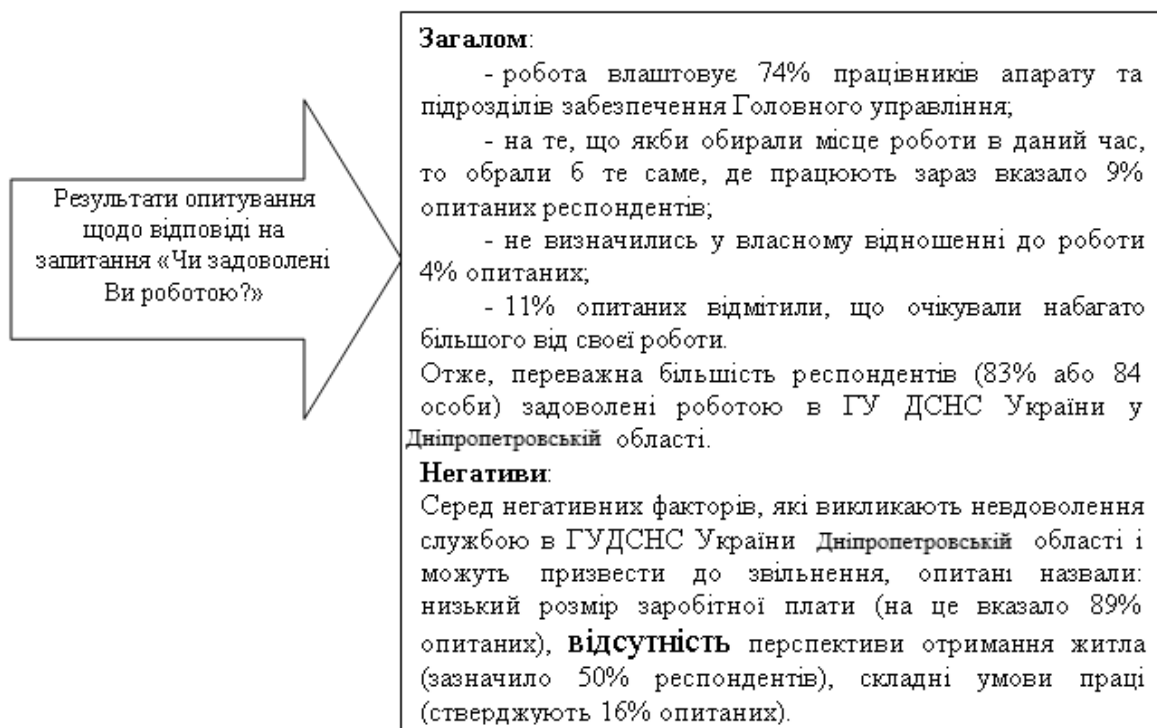 Результати опитування
щодо відповіді на
запитання «Чи задоволені
Ви роботою?»
Загалом:
- робота влаштовує 74% працівників апарату та
підрозділів забезпечення Головного управління;
- на те, що якби обирали місце роботи в даний час,
то обрали б те саме, де працюють зараз вказало 9%
опитаних респондентів;
- не визначились у власному відношенні до роботи
4% опитаних;
- 11% опитаних відмітили, що очікували набагато
більшого від своєї роботи.
Отже, переважна більшість респондентів (83% або 84
особи) задоволені роботою в ГУ ДСНС України у
Дніпропетровській області.
Негативи:
Серед негативних факторів, які викликають невдоволення
службою в ГУДСНС України Дніпропетровській області і
можуть призвести до звільнення, опитані назвали:
низький розмір заробітної плати (на це вказало 89%
опитаних), відсутність перспективи отримання житла
(зазначило 50% респондентів), складні умови праці
(стверджують 16% опитаних).